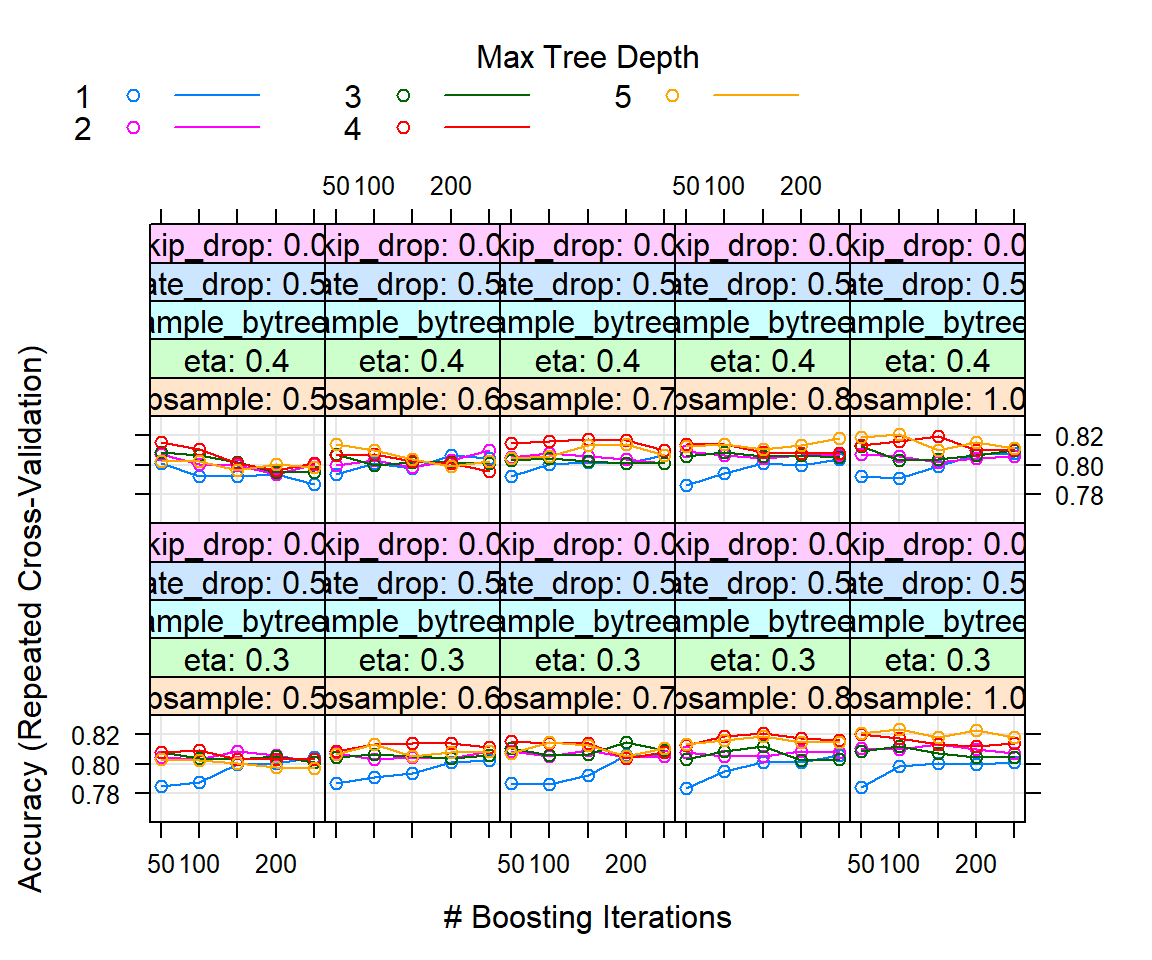 Max Tree Depth
1 3 5
2 4
50 100 200 50 100 200
kip_drop: 0.0 kip_drop: 0.0 kip_drop: 0.0 kip_drop: 0.0 kip_drop: 0.0
ate_drop: 0.5 ate_drop: 0.5 ate_drop: 0.5 ate_drop: 0.5 ate_drop: 0.5
ample_bytree ample_bytree ample_bytree ample_bytree ample_bytree
eta: 0.4 eta: 0.4 eta: 0.4 eta: 0.4 eta: 0.4
bsample: 0.5 bsample: 0.6 bsample: 0.7 bsample: 0.8 bsample: 1.0
0.82
0.80
0.78
kip_drop: 0.0 kip_drop: 0.0 kip_drop: 0.0 kip_drop: 0.0 kip_drop: 0.0
ate_drop: 0.5 ate_drop: 0.5 ate_drop: 0.5 ate_drop: 0.5 ate_drop: 0.5
ample_bytree ample_bytree ample_bytree ample_bytree ample_bytree
eta: 0.3 eta: 0.3 eta: 0.3 eta: 0.3 eta: 0.3
bsample: 0.5 bsample: 0.6 bsample: 0.7 bsample: 0.8 bsample: 1.0
0.82
0.80
0.78
50 100 200 50 100 200 50 100 200
# Boosting Iterations
Accuracy (Repeated Cross-Validation)